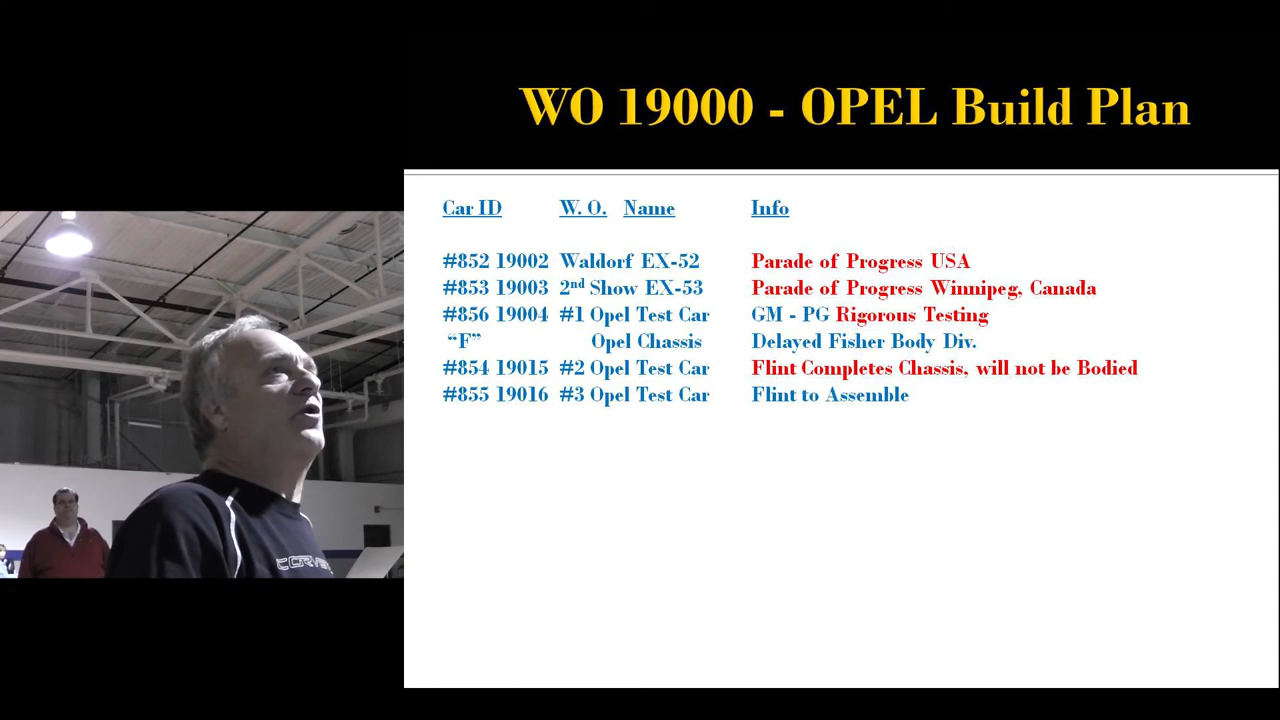 WO 19000 - OPEL Build Plan
Car ID W. O. Name Info
#852 19002 Waldorf EX-52 Parade of Progress USA
#853 19003 2nd Show EX-53 Parade of Progress Winnipeg, Canada
#856 19004 #1 Opel Test Car GM - PG Rigorous Testing
“F” Opel Chassis Delayed Fisher Body Div.
#854 19015 #2 Opel Test Car Flint Completes Chassis, will not be Bodied
#855 19016 #3 Opel Test Car Flint to Assemble